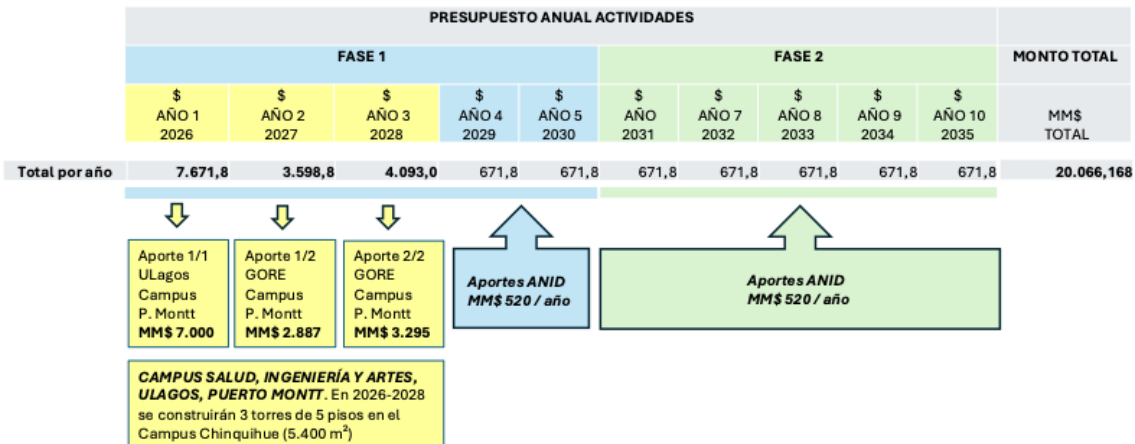 PRESUPUESTO ANUAL ACTIVIDADES
FASE 1 FASE 2 MONTO TOTAL
$ $ $ $ $ $ $ $ $ $
AÑO 1 AÑO 2 AÑO 3 AÑO 4 AÑO 5 AÑO AÑO 7 AÑO 8 AÑO 9 AÑO 10 MM$
2026 2027 2028 2029 2030 2031 2032 2033 2034 2035 TOTAL
Total por año 7.671,8 3.598,8 4.093,0 671,8 671,8 671,8 671,8 671,8 671,8 671,8 20.066,168
Aporte 1/1
ULagos
Campus
P. Montt
MM$ 7.000
Aporte 1/2
GORE
Campus
P. Montt
MM$ 2.887
Aporte 2/2
GORE
Campus
P. Montt
MM$ 3.295
Aportes ANID
MM$ 520 / año
Aportes ANID
MM$ 520 / año
CAMPUS SALUD, INGENIERÍA Y ARTES,
ULAGOS, PUERTO MONTT. En 2026-2028
se construirán 3 torres de 5 pisos en el
Campus Chinquihue (5.400 m²)